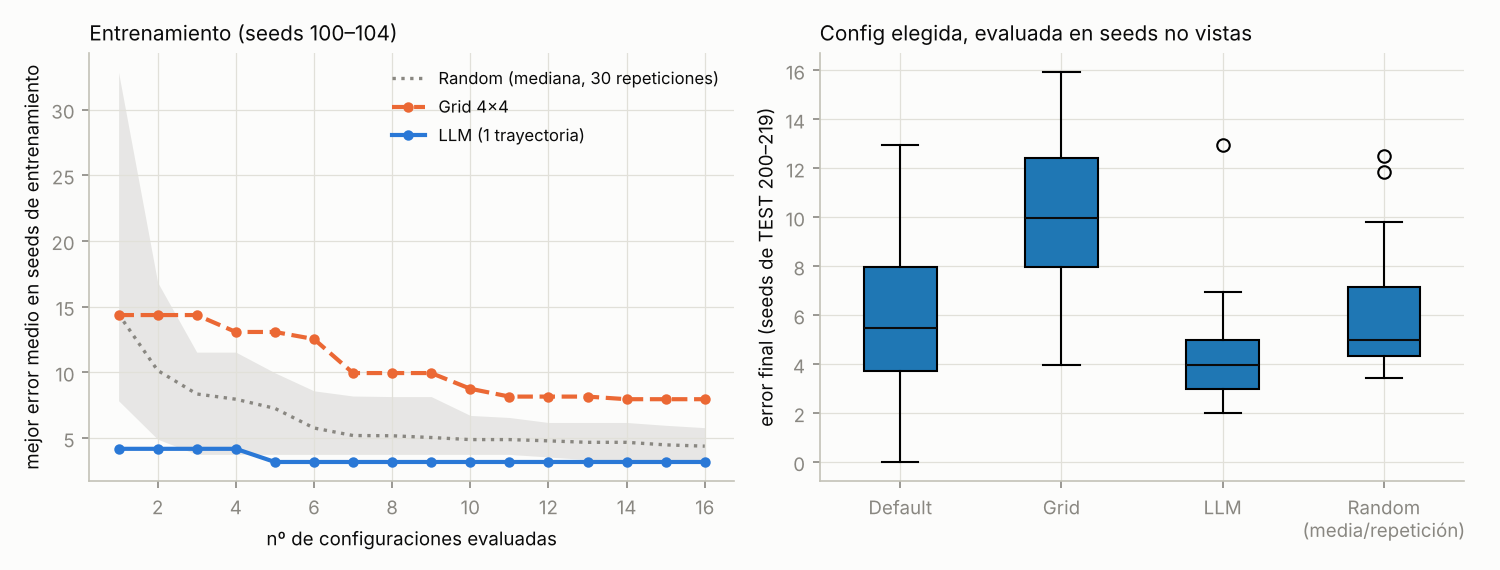 Entrenamiento (seeds 100–104)
mejor error medio en seeds de entrenamiento
30
25
20
15
10
5
Random (mediana, 30 repeticiones)
Grid 4×4
LLM (1 trayectoria)
2 4 6 8 10 12 14 16
nº de configuraciones evaluadas
Config elegida, evaluada en seeds no vistas
error final (seeds de TEST 200–219)
16
14
12
10
8
6
4
2
0
Default Grid LLM Random
(media/repetición)